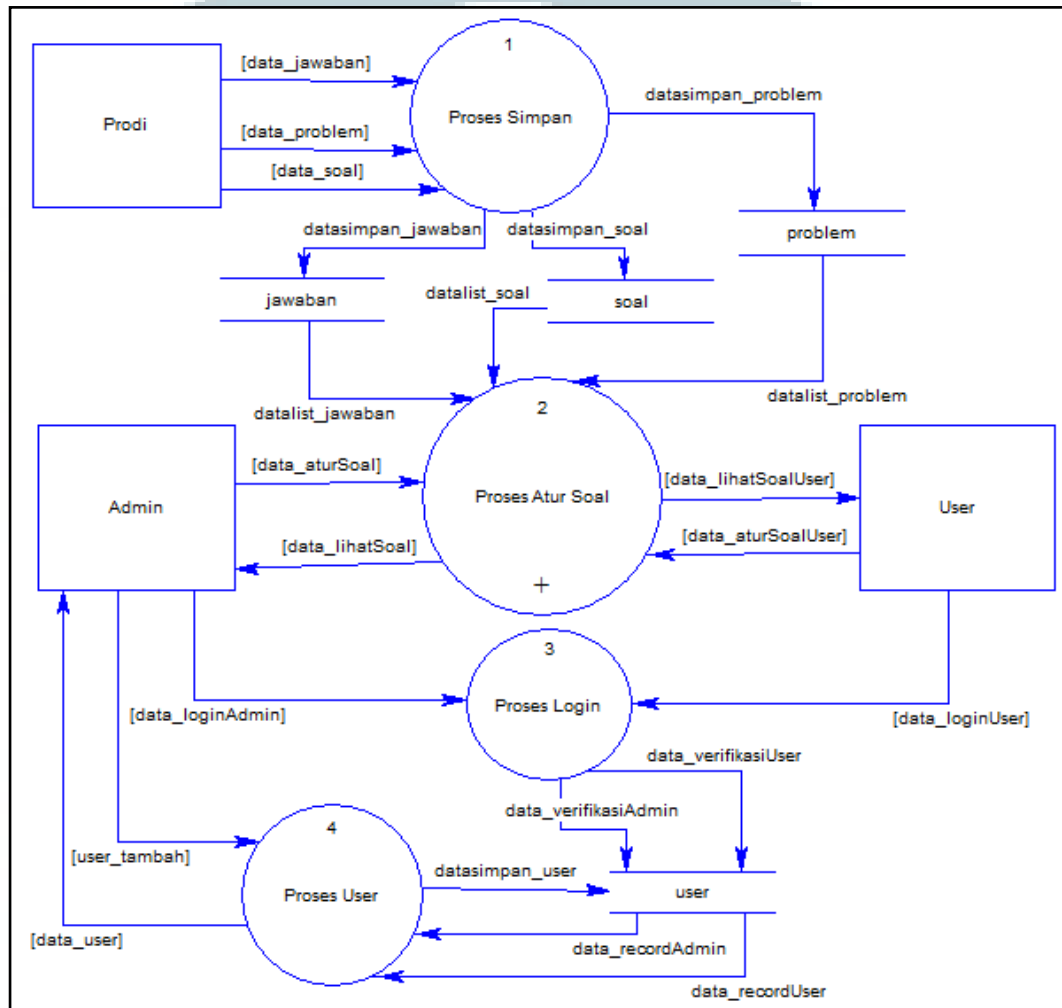 1
[data_jawaban]
datasimpan_problem
Prodi
Proses Simpan
[data_problem]
[data_soal]
datasimpan_jawaban
datasimpan_soal
problem
jawaban
datalist_soal
soal
datalist_jawaban
datalist_problem
2
[data_aturSoal]
[data_lihatSoalUser]
Admin
Proses Atur Soal
User
[data_aturSoalUser]
[data_lihatSoal]
+
3
Proses Login
[data_loginAdmin]
[data_loginUser]
data_verifikasiUser
data_verifikasiAdmin
4
[user_tambah]
datasimpan_user
Proses User
user
[data_user]
data_recordAdmin
data_recordUser